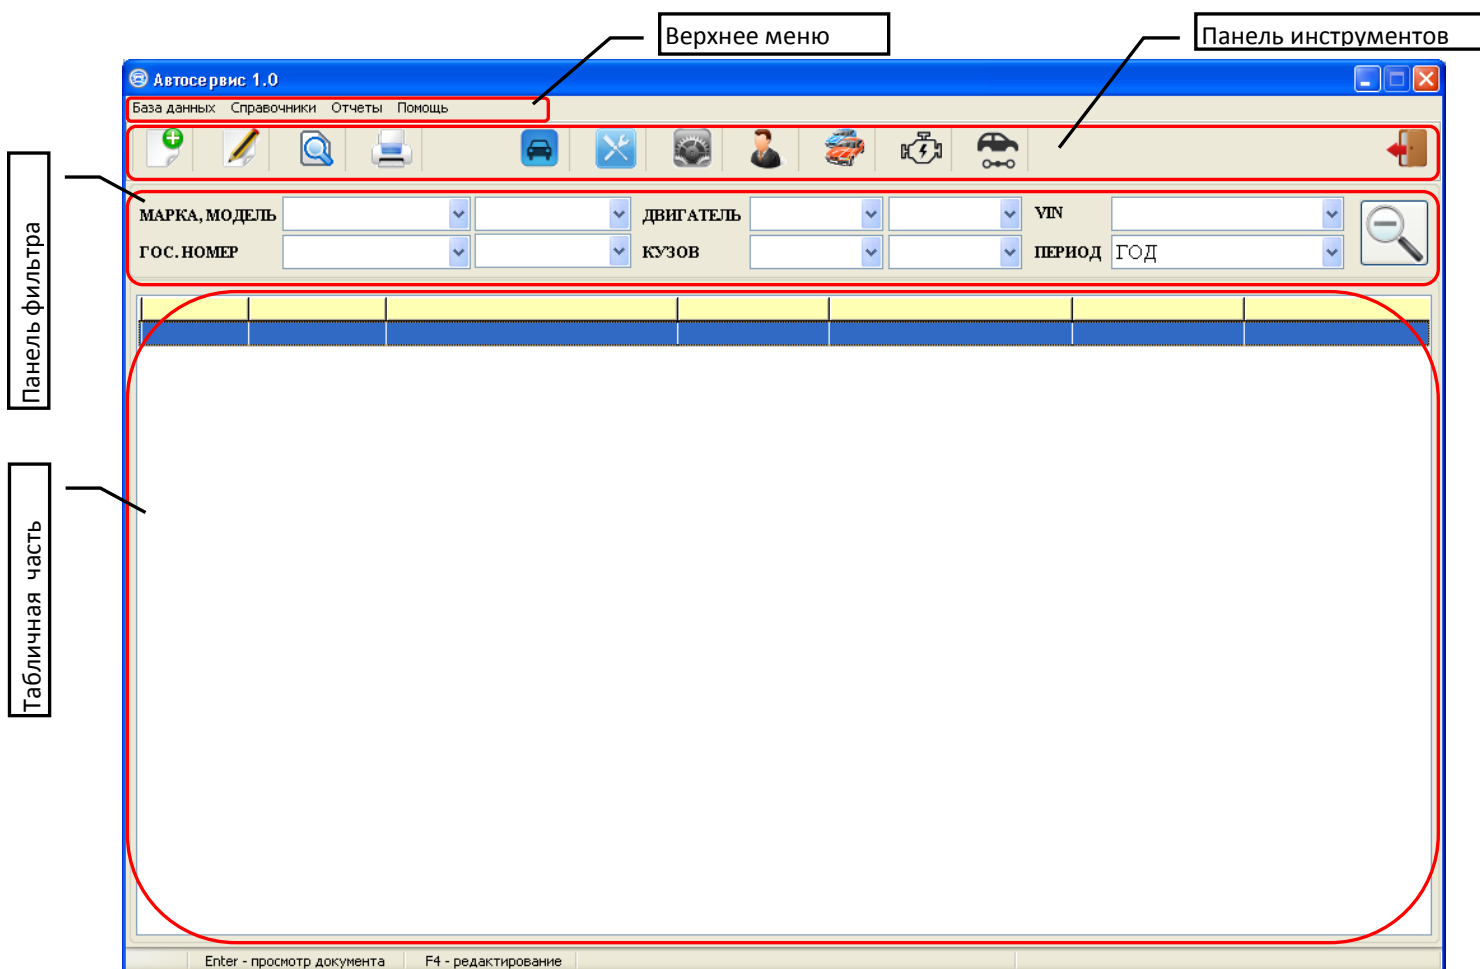 Верхнее меню
Панель инструментов
Автосервис 1.0
База данных Справочники Отчеты Помощь
Панель фильтра
МАРКА, МОДЕЛЬ ДВИГАТЕЛЬ VIN
ГОС. НОМЕР КУЗОВ ПЕРИОД ГОД
Табличная часть
Enter - просмотр документа F4 - редактирование